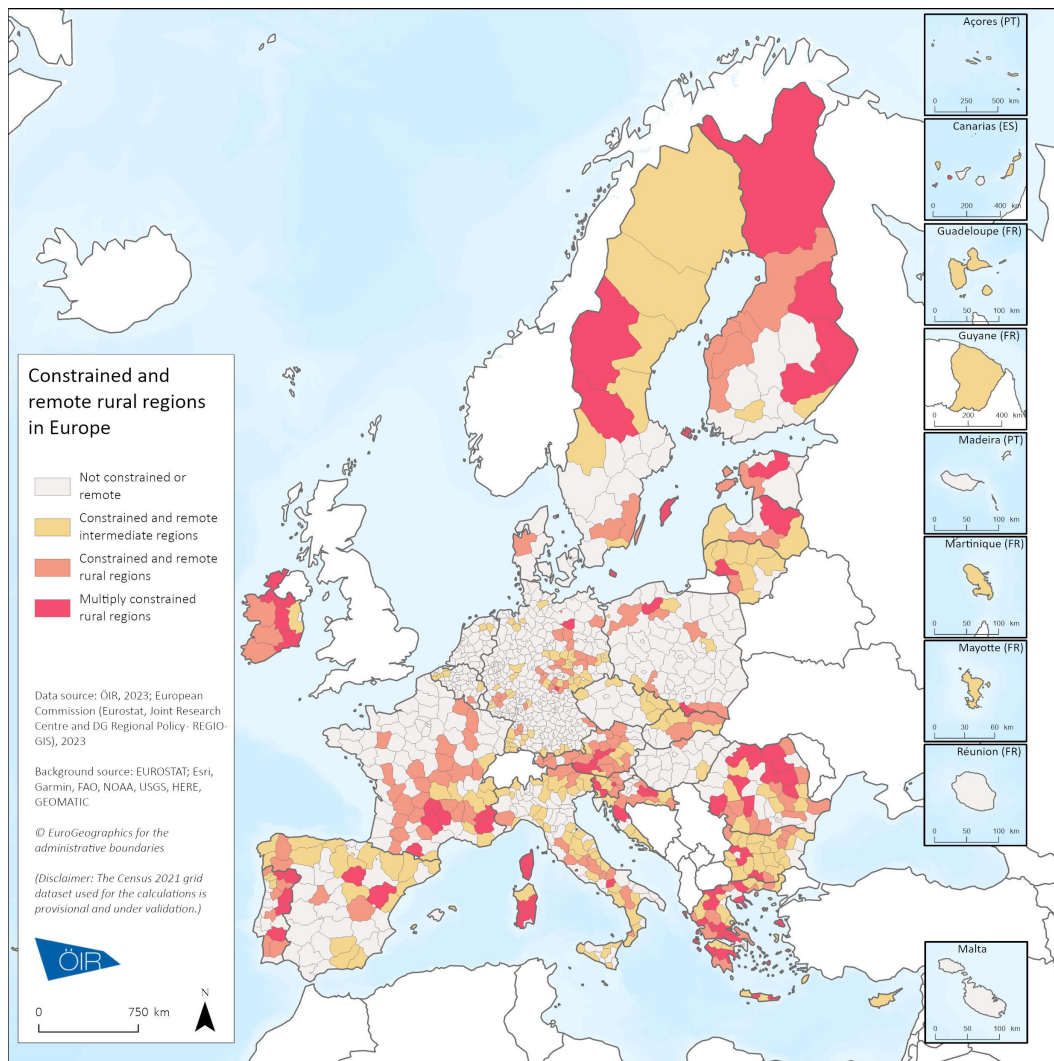 Constrained and
remote rural regions
in Europe
Not constrained or
remote
Constrained and remote
intermediate regions
Constrained and remote
rural regions
Multiply constrained
rural regions
Data source: ÖIR, 2023; European
Commission (Eurostat, Joint Research
Centre and DG Regional Policy- REGIO-
GIS), 2023
Background source: EUROSTAT; Esri,
Garmin, FAO, NOAA, USGS, HERE,
GEOMATIC
© EuroGeographics for the
administrative boundaries
(Disclaimer: The Census 2021 grid
dataset used for the calculations is
provisional and under validation.)
ÖIR
N
0 750 km
Açores (PT)
0 250 500 km
Canarias (ES)
0 200 400 km
Guadeloupe (FR)
0 50 100 km
Guyane (FR)
0 200 400 km
Madeira (PT)
0 50 100 km
Martinique (FR)
0 50 100 km
Mayotte (FR)
0 30 60 km
Réunion (FR)
0 50 100 km
Malta
0 50 100 km